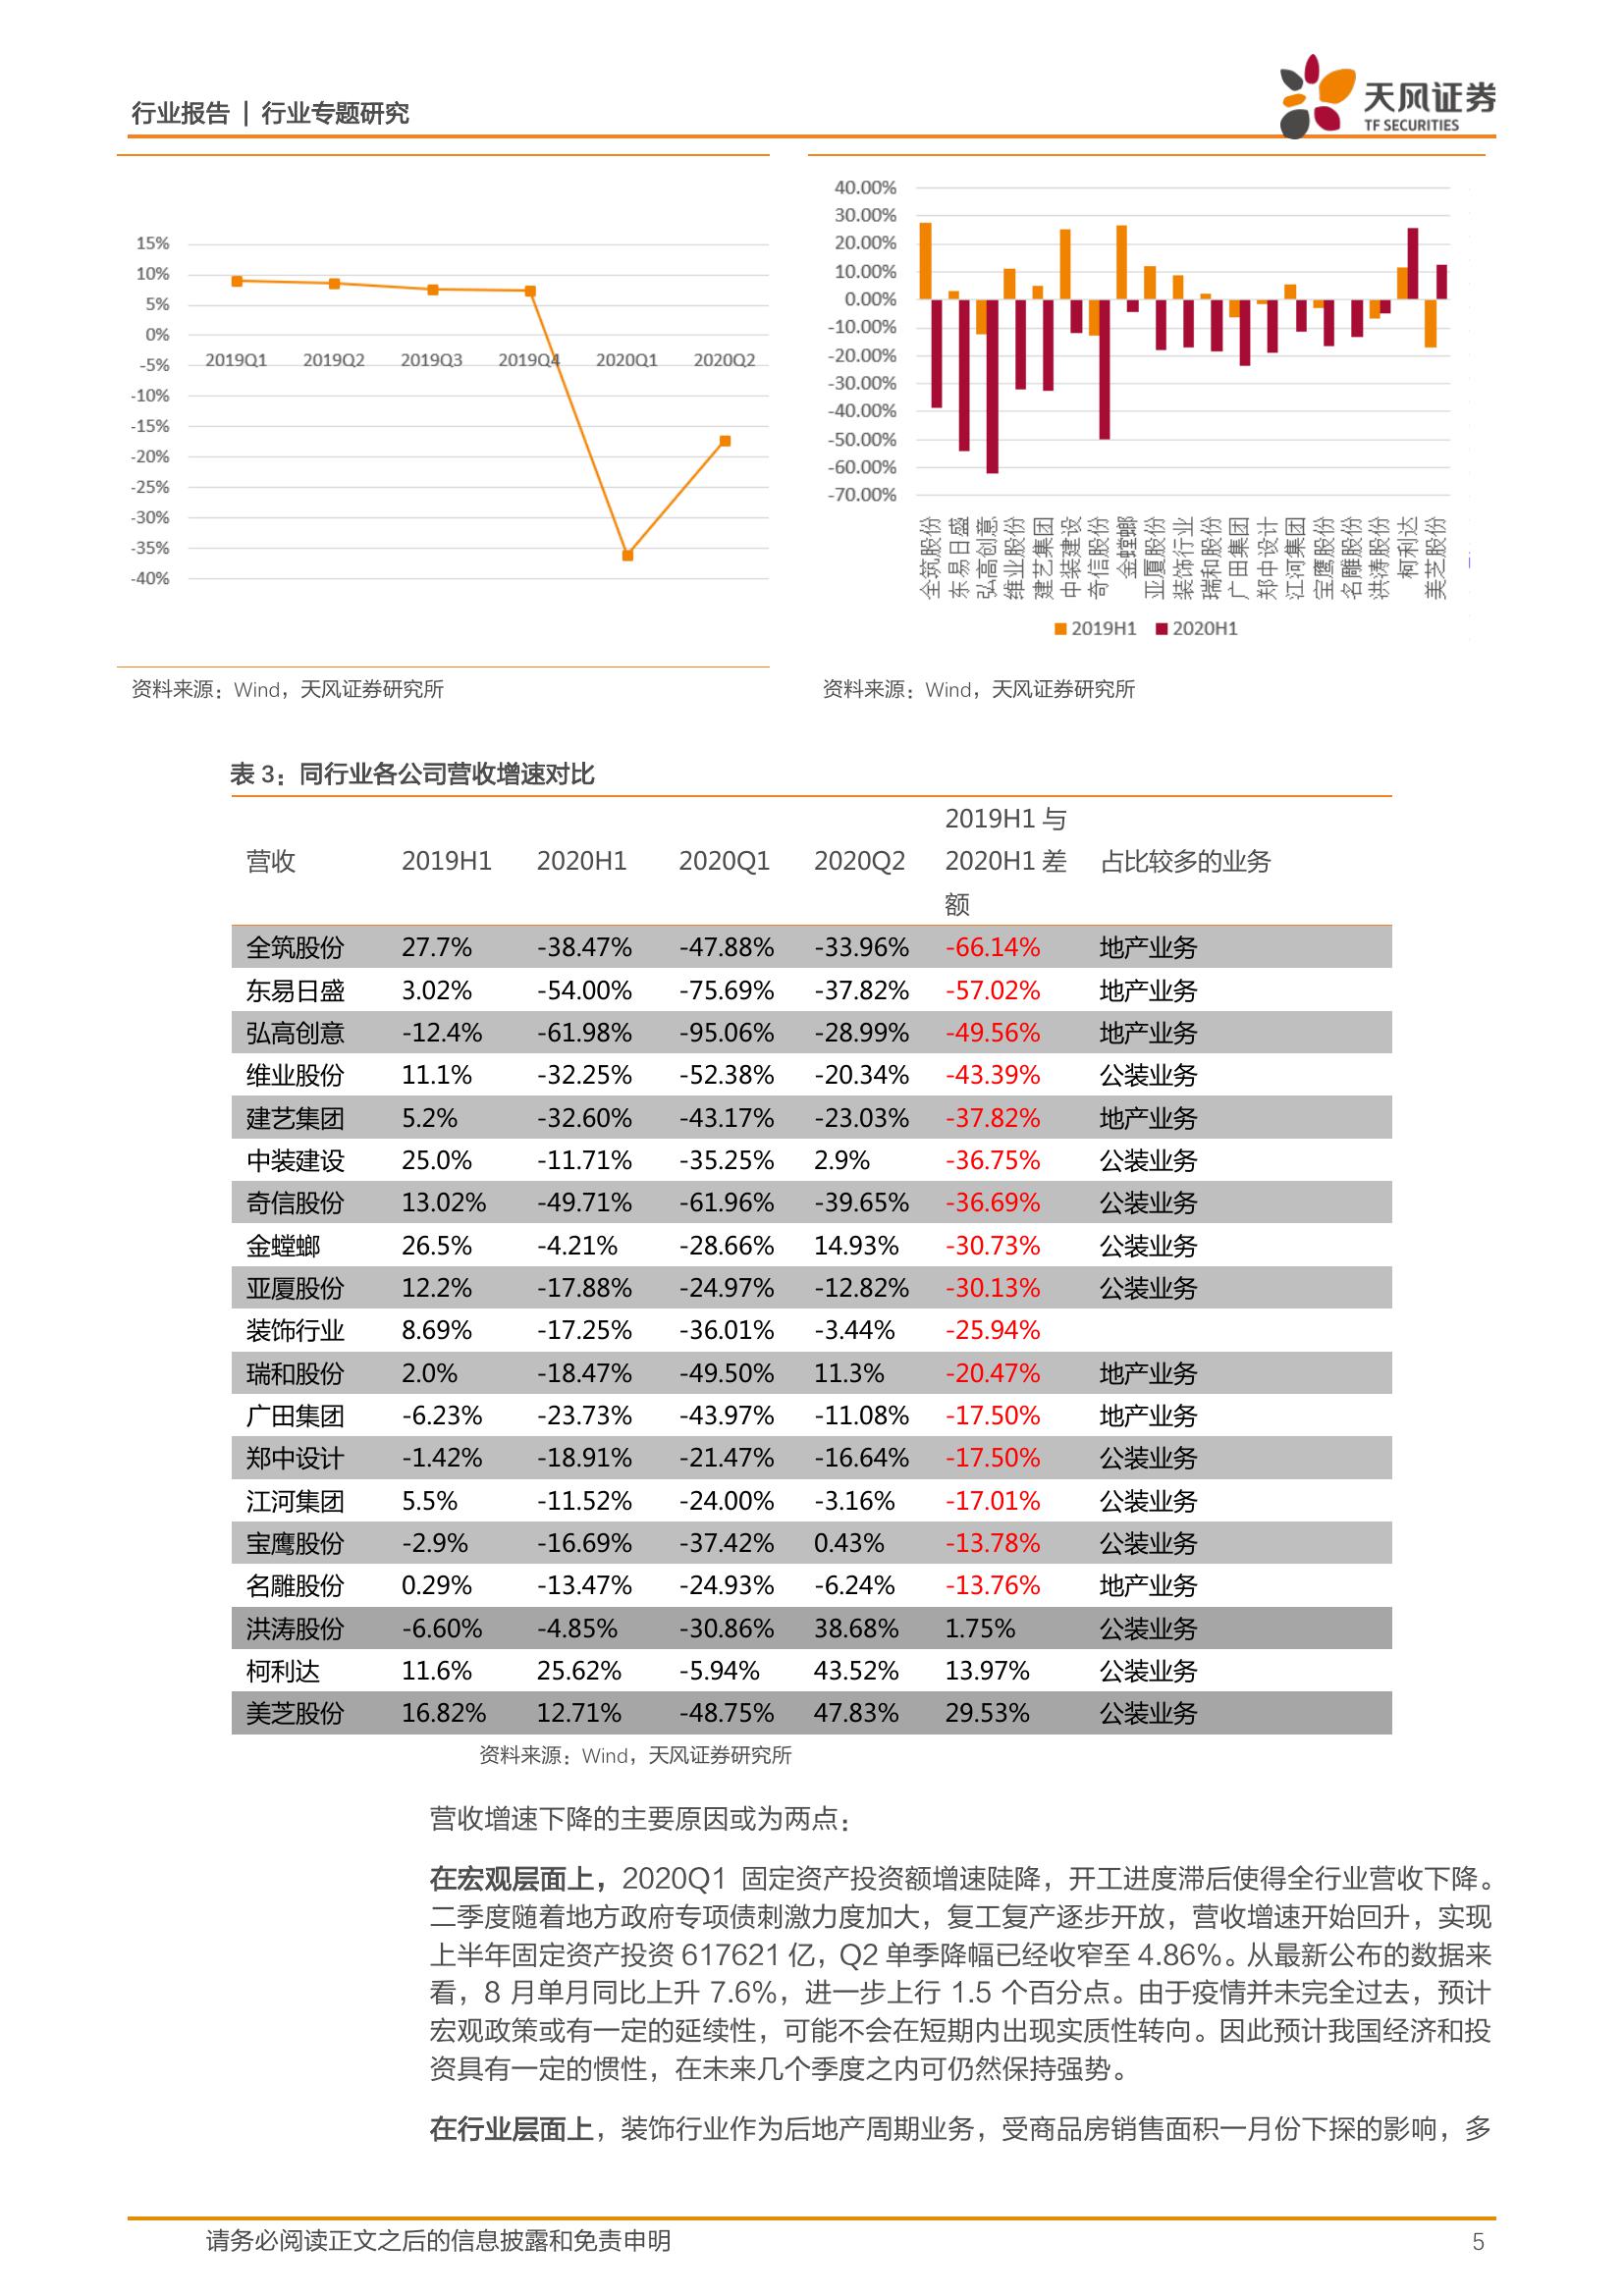 行业报告 | 行业专题研究
天风证券
TF SECURITIES
15%
10%
5%
0%
-5%
-10%
-15%
-20%
-25%
-30%
-35%
-40%
2019Q1 2019Q2 2019Q3 2019Q4 2020Q1 2020Q2
资料来源：Wind，天风证券研究所
40.00%
30.00%
20.00%
10.00%
0.00%
-10.00%
-20.00%
-30.00%
-40.00%
-50.00%
-60.00%
-70.00%
全筑股份
东易日盛
弘高创意
维业股份
建艺集团
中装建设
奇信股份
金螳螂
亚厦股份
装饰行业
瑞和股份
广田集团
郑中设计
江河集团
宝鹰股份
名雕股份
洪涛股份
柯利达
美芝股份
2019H1 2020H1
资料来源：Wind，天风证券研究所
表 3：同行业各公司营收增速对比
营收 2019H1 2020H1 2020Q1 2020Q2 2019H1 与 2020H1 差额 占比较多的业务
全筑股份 27.7% -38.47% -47.88% -33.96% -66.14% 地产业务
东易日盛 3.02% -54.00% -75.69% -37.82% -57.02% 地产业务
弘高创意 -12.4% -61.98% -95.06% -28.99% -49.56% 地产业务
维业股份 11.1% -32.25% -52.38% -20.34% -43.39% 公装业务
建艺集团 5.2% -32.60% -43.17% -23.03% -37.82% 地产业务
中装建设 25.0% -11.71% -35.25% 2.9% -36.75% 公装业务
奇信股份 13.02% -49.71% -61.96% -39.65% -36.69% 公装业务
金螳螂 26.5% -4.21% -28.66% 14.93% -30.73% 公装业务
亚厦股份 12.2% -17.88% -24.97% -12.82% -30.13% 公装业务
装饰行业 8.69% -17.25% -36.01% -3.44% -25.94%
瑞和股份 2.0% -18.47% -49.50% 11.3% -20.47% 地产业务
广田集团 -6.23% -23.73% -43.97% -11.08% -17.50% 地产业务
郑中设计 -1.42% -18.91% -21.47% -16.64% -17.50% 公装业务
江河集团 5.5% -11.52% -24.00% -3.16% -17.01% 公装业务
宝鹰股份 -2.9% -16.69% -37.42% 0.43% -13.78% 公装业务
名雕股份 0.29% -13.47% -24.93% -6.24% -13.76% 地产业务
洪涛股份 -6.60% -4.85% -30.86% 38.68% 1.75% 公装业务
柯利达 11.6% 25.62% -5.94% 43.52% 13.97% 公装业务
美芝股份 16.82% 12.71% -48.75% 47.83% 29.53% 公装业务
资料来源：Wind，天风证券研究所
营收增速下降的主要原因或为两点：
在宏观层面上，2020Q1 固定资产投资额增速陡降，开工进度滞后使得全行业营收下降。
二季度随着地方政府专项债刺激力度加大，复工复产逐步开放，营收增速开始回升，实现
上半年固定资产投资 617621 亿，Q2 单季降幅已经收窄至 4.86%。从最新公布的数据来
看，8 月单月同比上升 7.6%，进一步上行 1.5 个百分点。由于疫情并未完全过去，预计
宏观政策或有一定的延续性，可能不会在短期内出现实质性转向。因此预计我国经济和投
资具有一定的惯性，在未来几个季度之内可仍然保持强势。
在行业层面上，装饰行业作为后地产周期业务，受商品房销售面积一月份下探的影响，多
请务必阅读正文之后的信息披露和免责申明 5